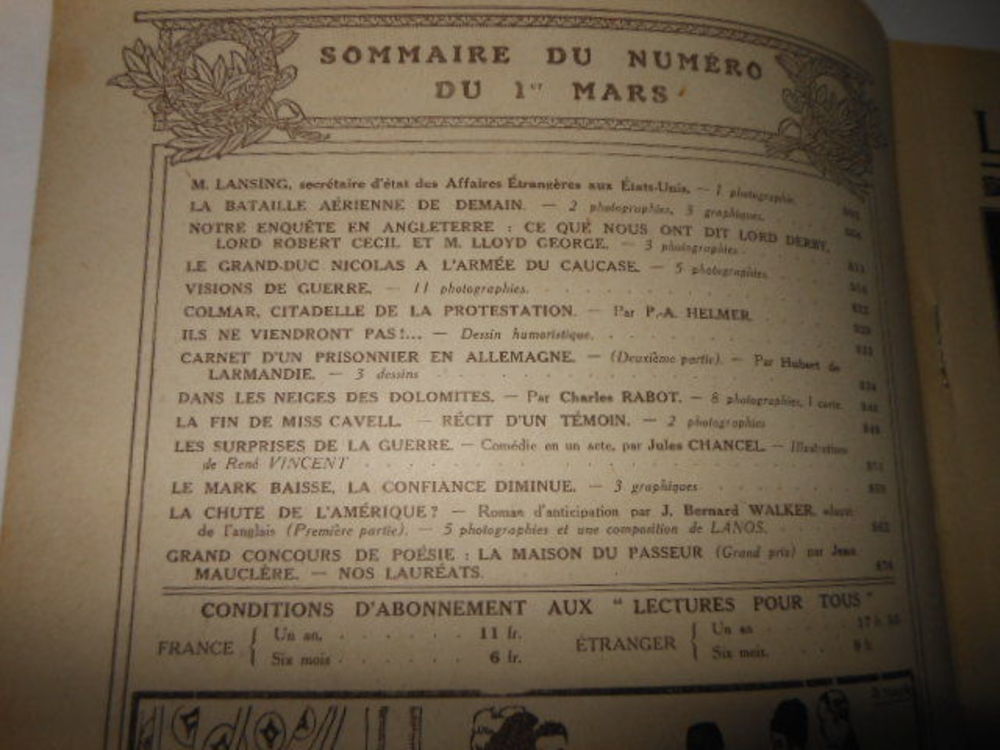 SOMMAIRE DU NUMÉRO
DU 1er MARS
M. LANSING, secrétaire d'état des Affaires Étrangères aux États-Unis. — 1 photographie.
LA BATAILLE AÉRIENNE DE DEMAIN. — 2 photographies, 3 graphiques.
NOTRE ENQUÊTE EN ANGLETERRE : CE QUE NOUS ONT DIT LORD DERBY,
LORD ROBERT CECIL ET M. LLOYD GEORGE. — 3 photographies
LE GRAND-DUC NICOLAS A L'ARMÉE DU CAUCASE. — 5 photographies
VISIONS DE GUERRE. — 11 photographies.
COLMAR, CITADELLE DE LA PROTESTATION. — Par P.-A. HELMER.
ILS NE VIENDRONT PAS !... — Dessin humoristique.
CARNET D'UN PRISONNIER EN ALLEMAGNE. — (Deuxième partie). — Par Hubert de
LARMANDIE. — 3 dessins
DANS LES NEIGES DES DOLOMITES. — Par Charles RABOT. — 8 photographies, 1 carte.
LA FIN DE MISS CAVELL. — RÉCIT D'UN TÉMOIN. — 2 photographies
LES SURPRISES DE LA GUERRE. — Comédie en un acte, par Jules CHANCEL. — Illustrations
de René VINCENT
LE MARK BAISSE, LA CONFIANCE DIMINUE. — 3 graphiques
LA CHUTE DE L'AMÉRIQUE ? — Roman d'anticipation par J. Bernard WALKER,
de l'anglais (Première partie). — 5 photographies et une composition de LANOS.
GRAND CONCOURS DE POÉSIE : LA MAISON DU PASSEUR (Grand prix) par Jean
MAUCLÈRE. — NOS LAURÉATS.
CONDITIONS D'ABONNEMENT AUX "LECTURES POUR TOUS"
FRANCE { Un an. 11 fr. ÉTRANGER { Un an
Six mois 6 fr. Six mois.